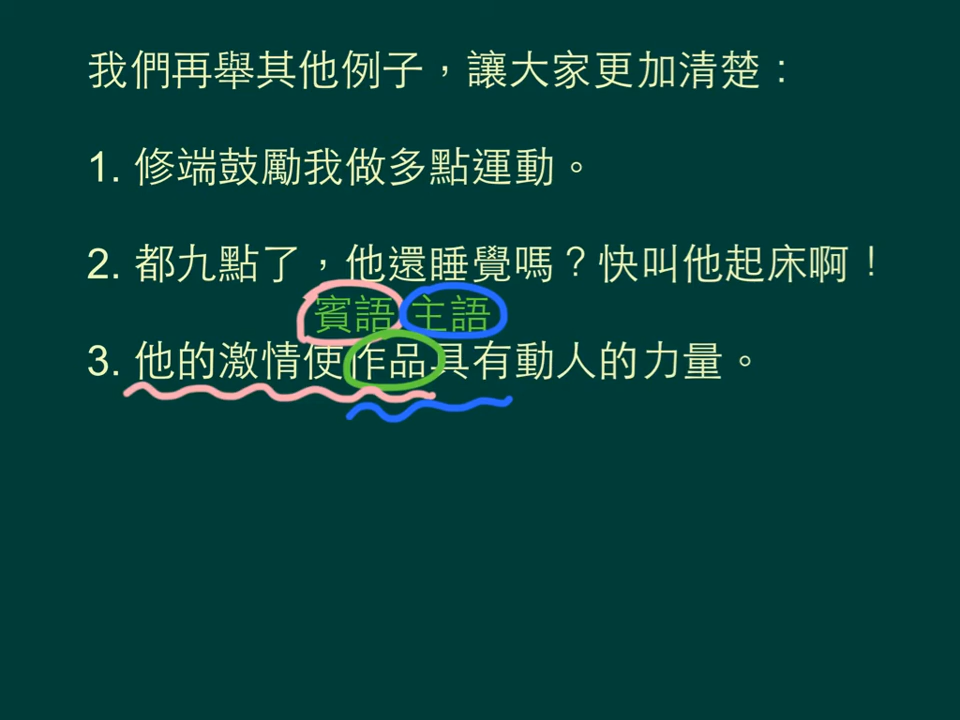 我們再舉其他例子，讓大家更加清楚：
1. 修端鼓勵我做多點運動。
2. 都九點了，他還睡覺嗎？快叫他起床啊！
賓語 主語
3. 他的激情使作品具有動人的力量。